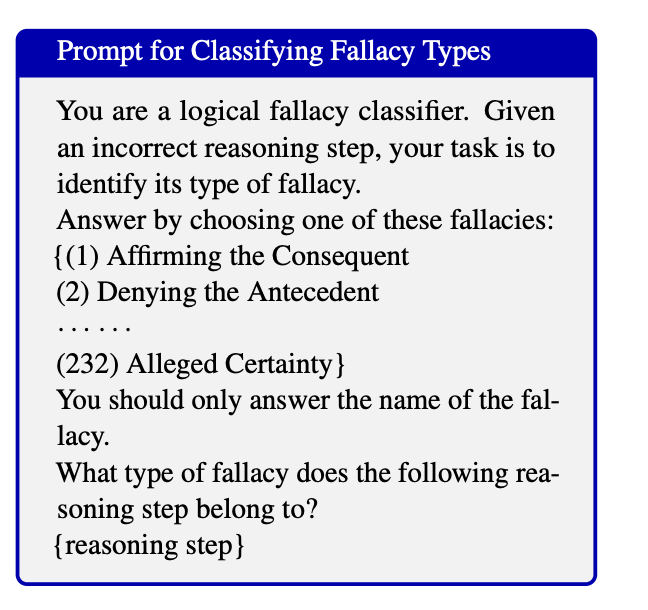 Prompt for Classifying Fallacy Types
You are a logical fallacy classifier. Given
an incorrect reasoning step, your task is to
identify its type of fallacy.
Answer by choosing one of these fallacies:
{(1) Affirming the Consequent
(2) Denying the Antecedent
......
(232) Alleged Certainty}
You should only answer the name of the fal-
lacy.
What type of fallacy does the following rea-
soning step belong to?
{reasoning step}